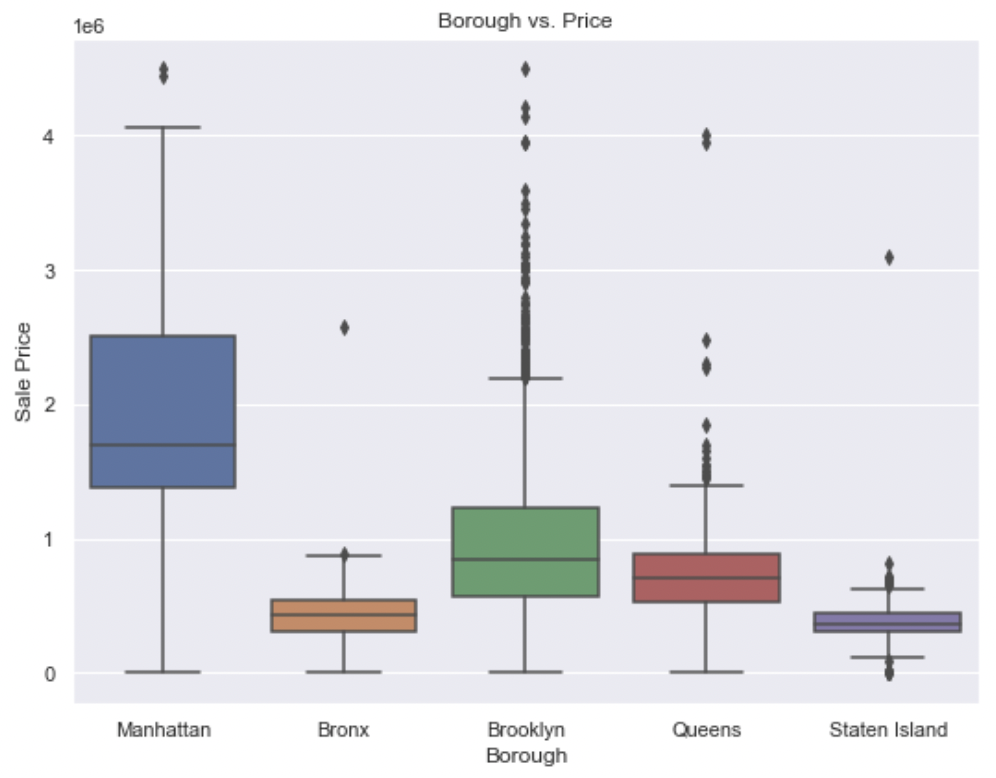 Borough vs. Price
1e6
4
3
2
1
0
Sale Price
Manhattan Bronx Brooklyn Queens Staten Island
Borough